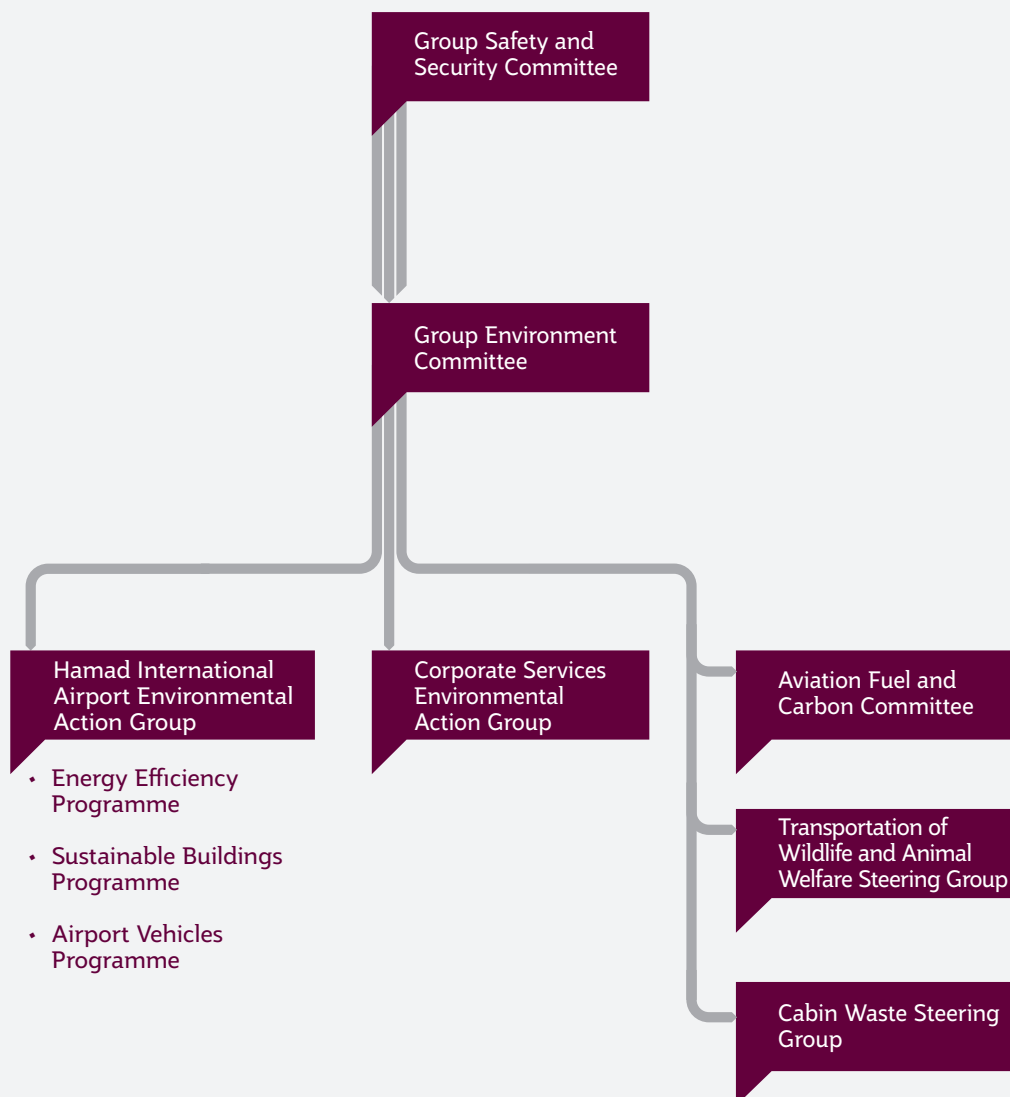 Group Safety and
Security Committee
Group Environment
Committee
Hamad International
Airport Environmental
Action Group
• Energy Efficiency
Programme
• Sustainable Buildings
Programme
• Airport Vehicles
Programme
Corporate Services
Environmental
Action Group
Aviation Fuel and
Carbon Committee
Transportation of
Wildlife and Animal
Welfare Steering Group
Cabin Waste Steering
Group